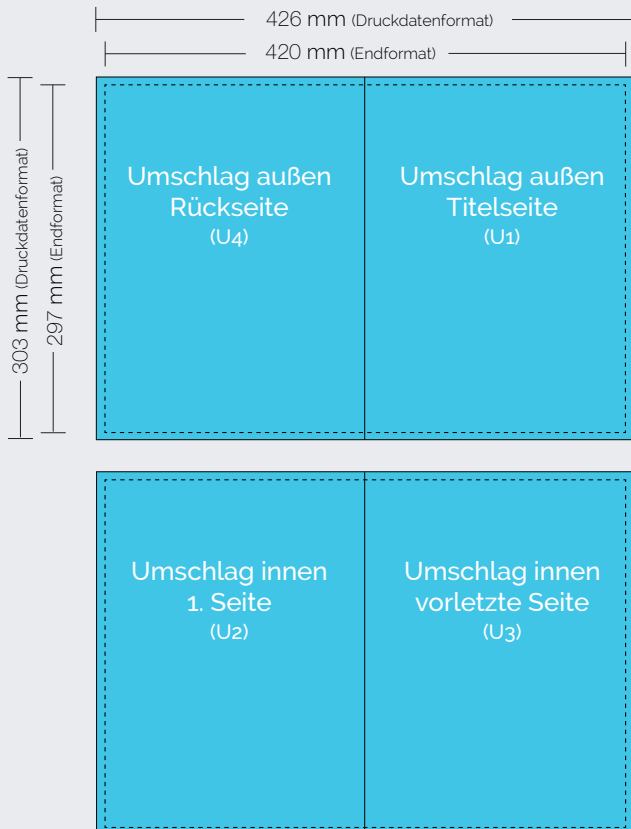 426 mm (Druckdatenformat)
420 mm (Endformat)
303 mm (Druckdatenformat)
297 mm (Endformat)
Umschlag außen
Rückseite
(U4)
Umschlag außen
Titelseite
(U1)
Umschlag innen
1. Seite
(U2)
Umschlag innen
vorletzte Seite
(U3)